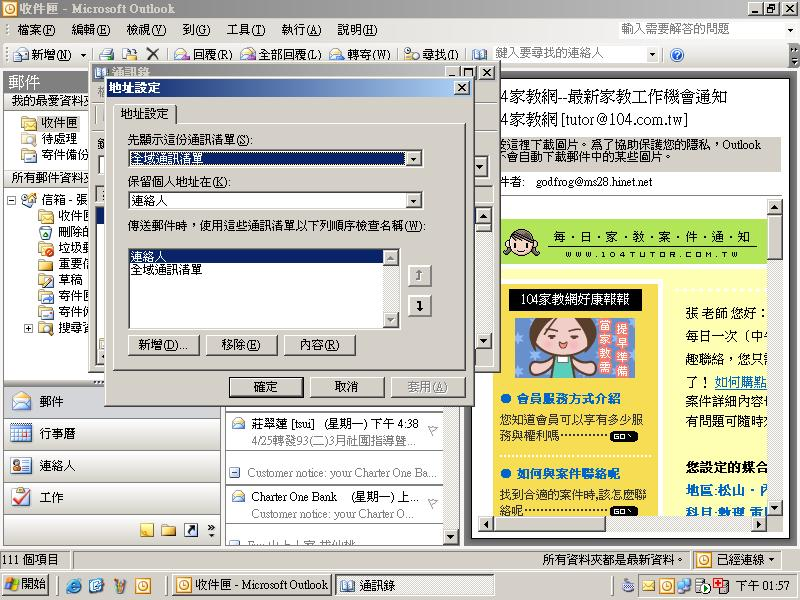 收件匣 - Microsoft Outlook
檔案(F) 編輯(E) 檢視(V) 到(G) 工具(T) 執行(A) 說明(H) 輸入需要解答的問題
新增(N) 回覆(R) 全部回覆(L) 轉寄(W) 尋找(I) 鍵入要尋找的連絡人
郵件
我的最愛資料夾
收件匣
待處理
寄件備份
所有郵件資料夾
信箱 - 張
收件匣
刪除的
垃圾郵
重要信
草稿
寄件匣
寄件備
搜尋資
郵件
行事曆
連絡人
工作
通訊錄
地址設定
地址設定
先顯示這份通訊清單(S):
全域通訊清單
保留個人地址在(K):
連絡人
傳送郵件時，使用這些通訊清單以下列順序檢查名稱(W):
連絡人
全域通訊清單
新增(D)... 移除(E) 內容(R)
確定 取消 套用(A)
莊翠蓮 [tsui] (星期一) 下午 4:38
4/25轉發93(二)3月社團指導暨...
Customer notice: your Charter One Ba...
Charter One Bank (星期一) 上...
Customer notice: your Charter O...
04家教網--最新家教工作機會通知
04家教網 [tutor@104.com.tw]
按這裡下載圖片。為了協助保護您的隱私，Outlook
不會自動下載郵件中的某些圖片。
件者: godfrog@ms28.hinet.net
每・日・家・教・案・件・通・知
WWW.104TUTOR.COM.TW
104家教網好康報報
提早準備
當家教需
會員服務方式介紹
您知道會員可以享有多少服
務與權利嗎 GO
如何與案件聯絡呢
找到合適的案件時,該怎麼聯
絡呢 GO
張 老師 您好：
每日一次〈中午
趣聯絡，您只需
了！ 如何購點
案件詳細內容也
有問題可隨時來
您設定的媒合
地區:松山、內
科目:數理 電
111 個項目 所有資料夾都是最新資料。 已經連線
開始 收件匣 - Microsoft Outlook 通訊錄 下午 01:57